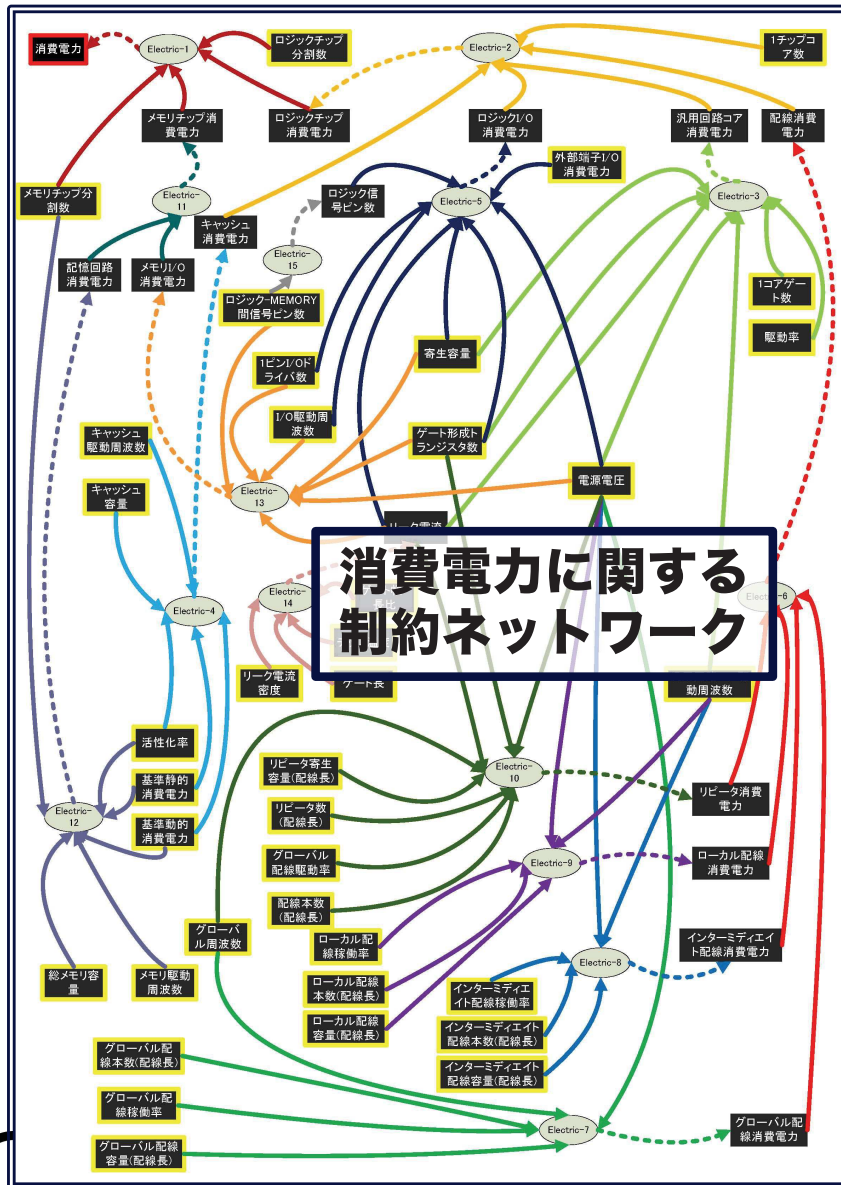 消費電力
Electric-1
ロジックチップ
分割数
Electric-2
1チップコ
ア数
メモリチップ消
費電力
ロジックチップ
消費電力
ロジックI/O
消費電力
汎用回路コア
消費電力
配線消費
電力
外部端子I/O
消費電力
メモリチップ分
割数
Electric-
11
キャッシュ
消費電力
ロジック信
号ピン数
Electric-5
Electric-3
記憶回路
消費電力
メモリI/O
消費電力
Electric-
15
1コアゲート
数
ロジック-MEMORY
間信号ピン数
駆動率
1ピンI/Oド
ライバ数
寄生容量
I/O駆動周
波数
ゲート形成ト
ランジスタ数
キャッシュ
駆動周波数
電源電圧
キャッシュ
容量
Electric-
13
リーク電流
消費電力に関する
制約ネットワーク
Electric-4
Electric-
14
長比
Electric-6
リーク電流
密度
ゲート長
動周波数
活性化率
基準静的
消費電力
基準動的
消費電力
Electric-
12
リピータ寄生
容量(配線長)
Electric-
10
リピータ消費
電力
リピータ数
(配線長)
グローバル
配線駆動率
Electric-9
ローカル配線
消費電力
配線本数
(配線長)
グローバ
ル周波数
ローカル配
線稼働率
インターミディエイ
ト配線消費電力
総メモリ容
量
メモリ駆動
周波数
Electric-8
ローカル配線
本数(配線長)
インターミディ
エイト配線稼働率
ローカル配線
容量(配線長)
インターミディエイト
配線本数(配線長)
インターミディエイト
配線容量(配線長)
グローバル配
線本数(配線長)
グローバル配
線稼働率
Electric-7
グローバル配
線消費電力
グローバル配線
容量(配線長)